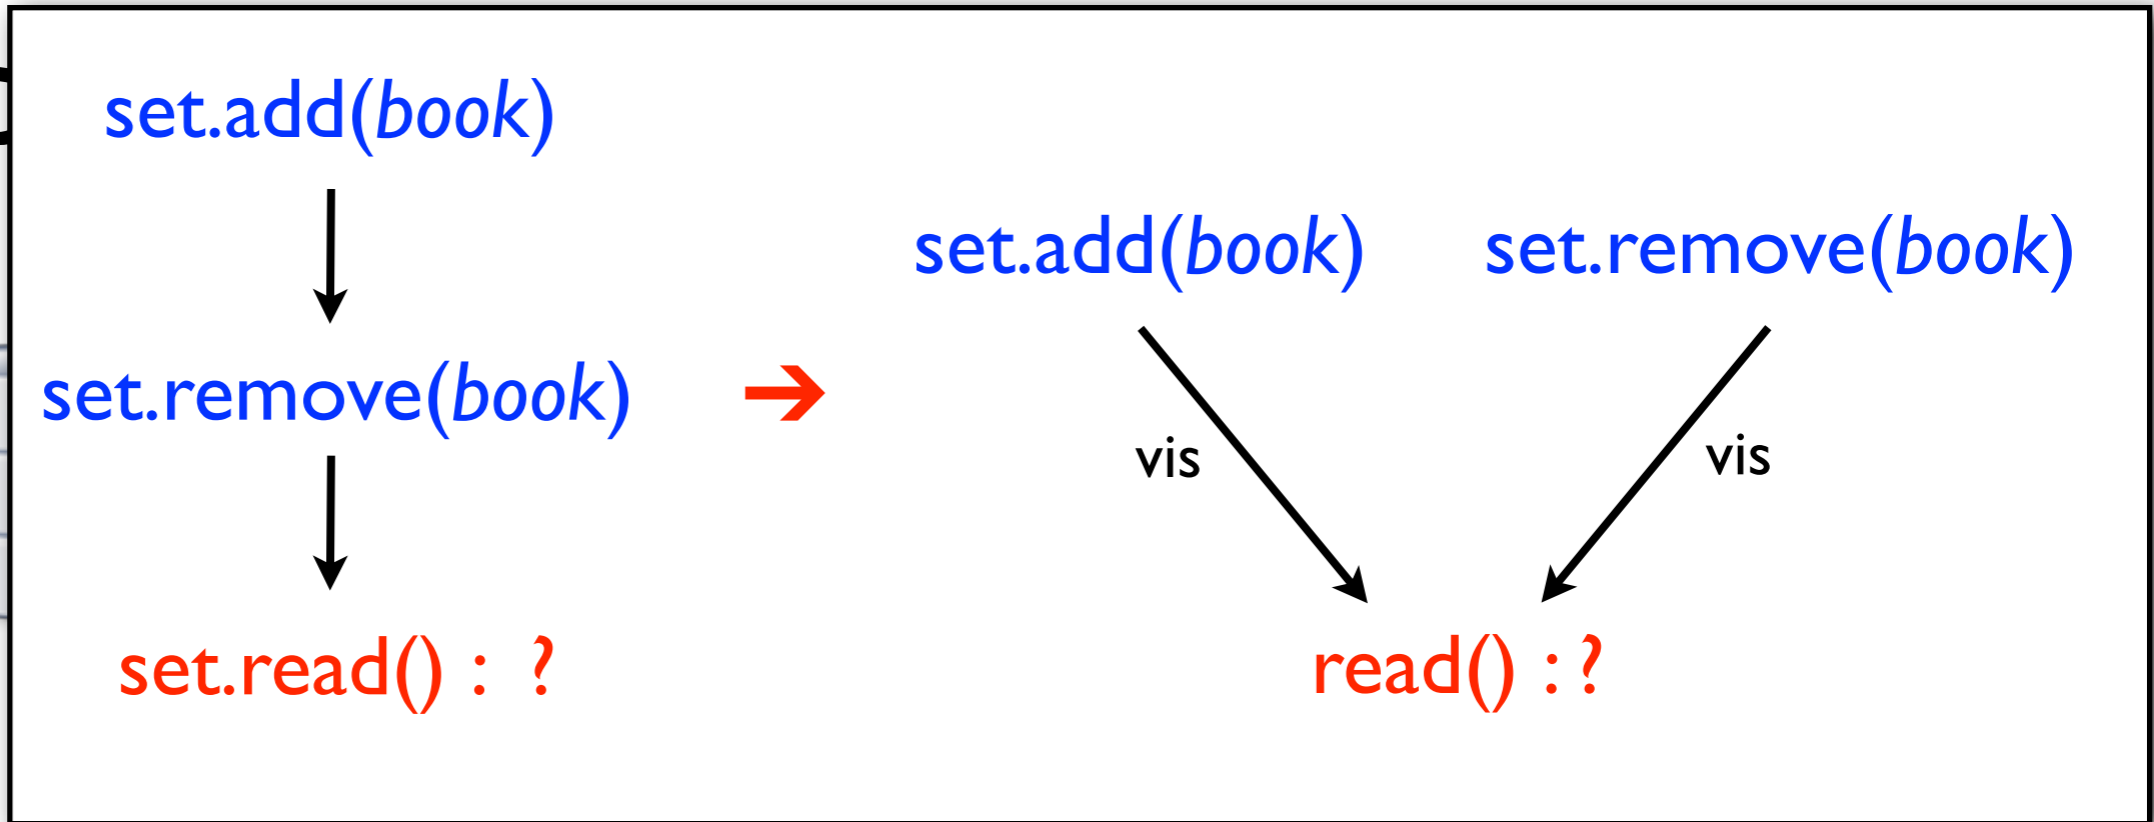 set.add(book)
set.remove(book)
set.read() : ?
set.add(book) set.remove(book)
vis vis
read() : ?